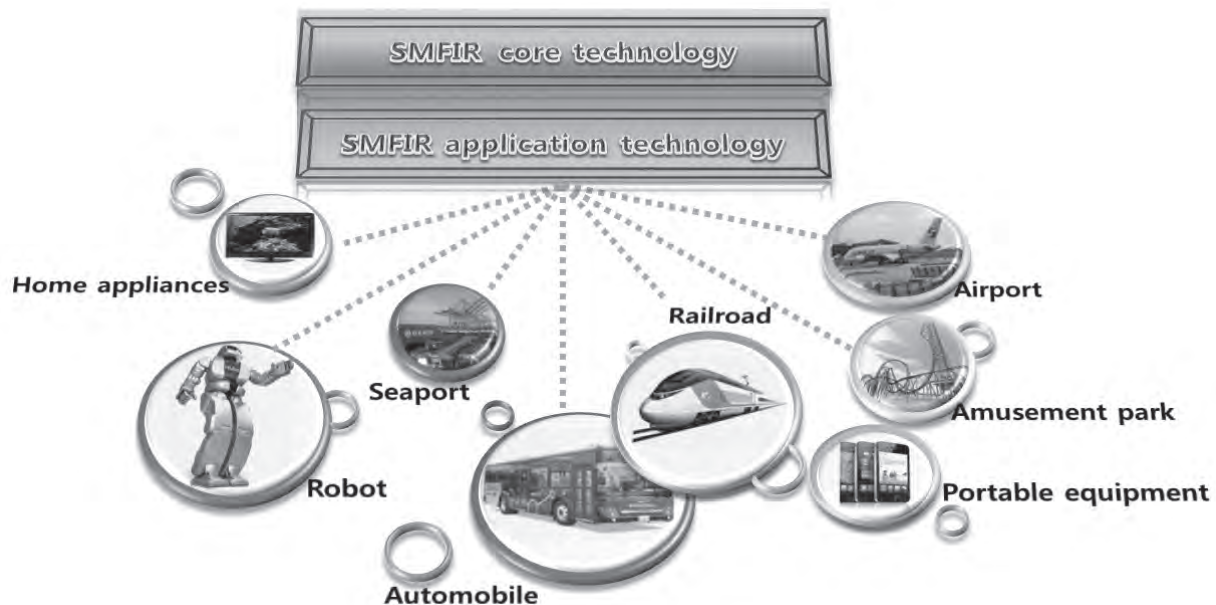 SMFIR core technology
SMFIR application technology
Home appliances
Airport
Railroad
Seaport
Amusement park
Robot
Portable equipment
Automobile